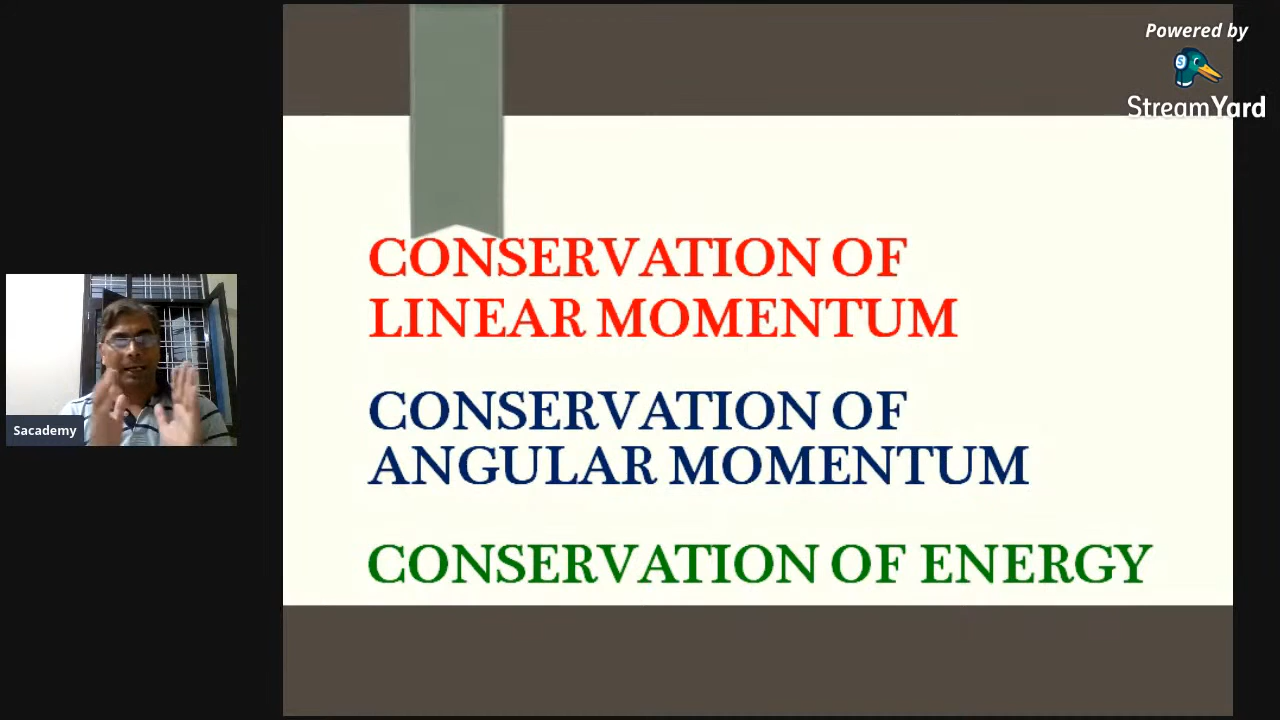 Powered by
StreamYard
CONSERVATION OF
LINEAR MOMENTUM
CONSERVATION OF
ANGULAR MOMENTUM
CONSERVATION OF ENERGY
Sacademy